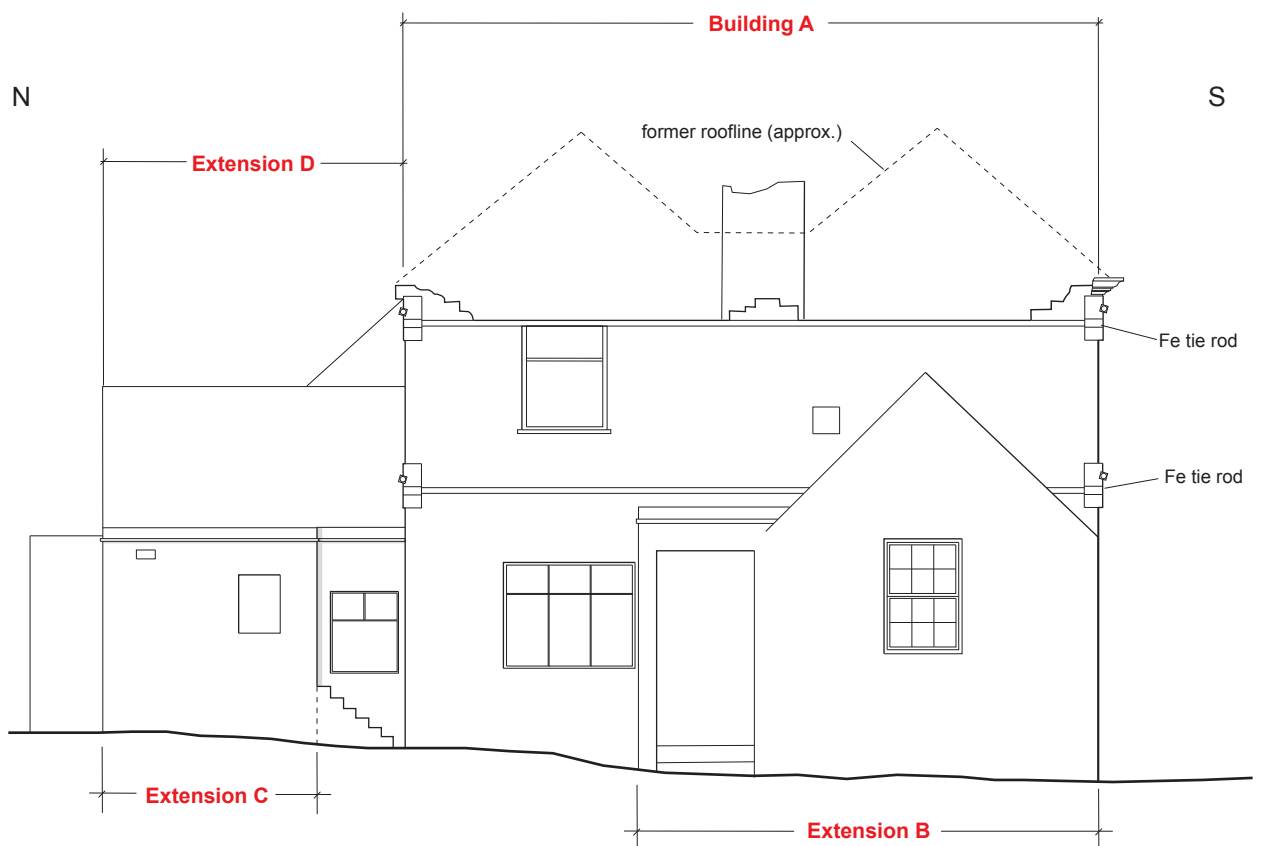 Building A
N
S
former roofline (approx.)
Extension D
Fe tie rod
Fe tie rod
Extension C
Extension B